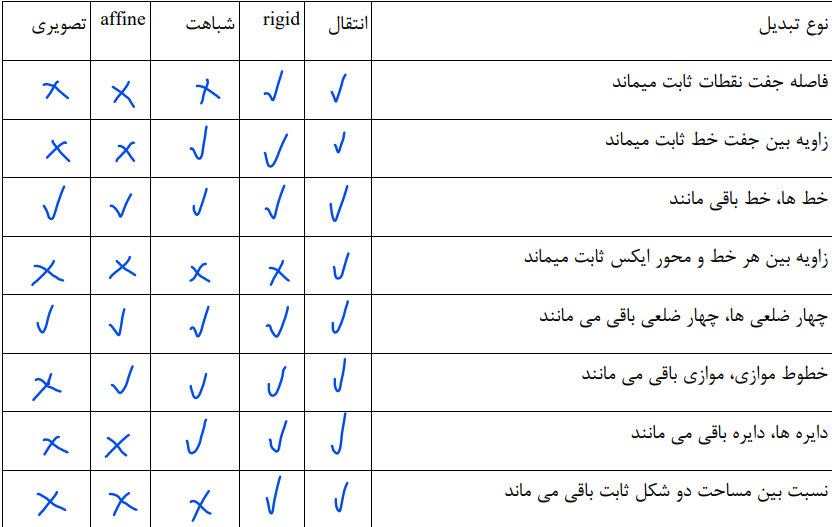 نوع تبدیل انتقال rigid شباهت affine تصویری
فاصله جفت نقطات ثابت میماند ✓ ✓ ✗ ✗ ✗
زاویه بین جفت خط ثابت میماند ✓ ✓ ✓ ✗ ✗
خط ها، خط باقی مانند ✓ ✓ ✓ ✓ ✓
زاویه بین هر خط و محور ایکس ثابت میماند ✓ ✗ ✗ ✗ ✗
چهار ضلعی ها، چهار ضلعی باقی می مانند ✓ ✓ ✓ ✓ ✓
خطوط موازی، موازی باقی می مانند ✓ ✓ ✓ ✓ ✗
دایره ها، دایره باقی می مانند ✓ ✓ ✓ ✗ ✗
نسبت بین مساحت دو شکل ثابت باقی می ماند ✓ ✓ ✗ ✗ ✗